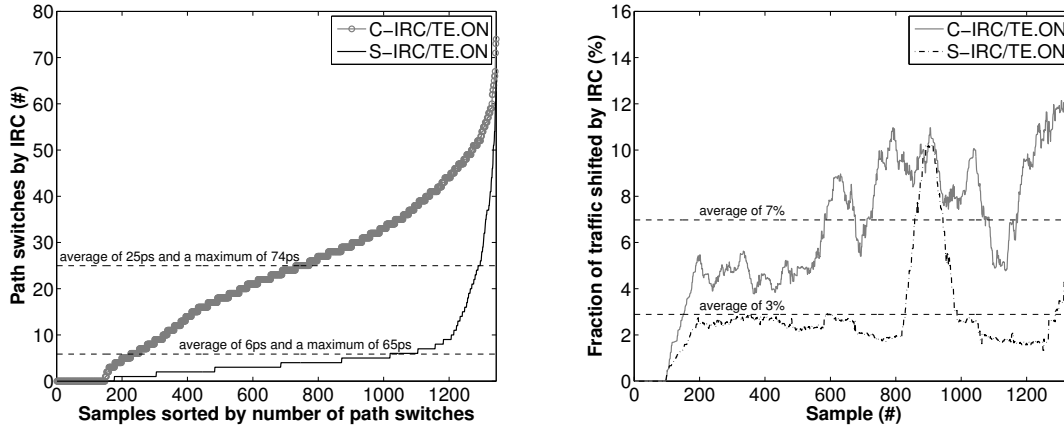 80
70
60
50
40
30
20
10
0
Path switches by IRC (#)
C−IRC/TE.ON
S−IRC/TE.ON
average of 25ps and a maximum of 74ps
average of 6ps and a maximum of 65ps
0 200 400 600 800 1000 1200
Samples sorted by number of path switches
16
14
12
10
8
6
4
2
0
Fraction of traffic shifted by IRC (%)
C−IRC/TE.ON
S−IRC/TE.ON
average of 7%
average of 3%
0 200 400 600 800 1000 1200
Sample (#)